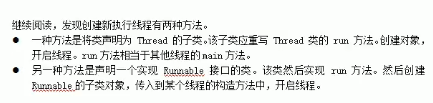 继续阅读，发现创建新执行线程有两种方法。
● 一种方法是将类声明为 Thread 的子类。该子类应重写 Thread 类的 run 方法。创建对象，
开启线程。run 方法相当于其他线程的 main 方法。
● 另一种方法是声明一个实现 Runnable 接口的类。该类然后实现 run 方法。然后创建
Runnable 的子类对象，传入到某个线程的构造方法中，开启线程。